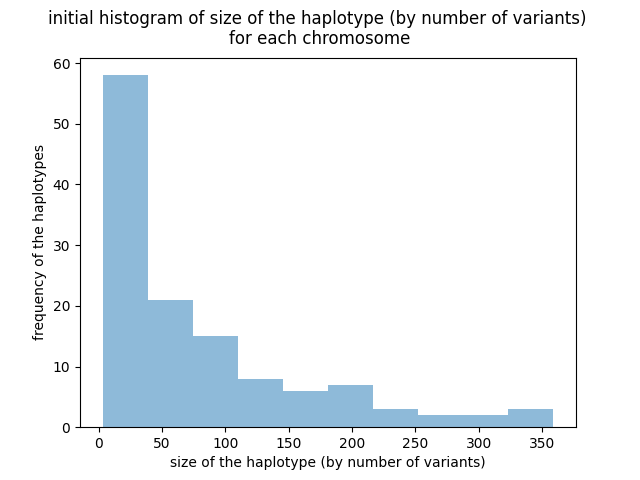 initial histogram of size of the haplotype (by number of variants)
for each chromosome
60
50
40
30
20
10
0
frequency of the haplotypes
0 50 100 150 200 250 300 350
size of the haplotype (by number of variants)